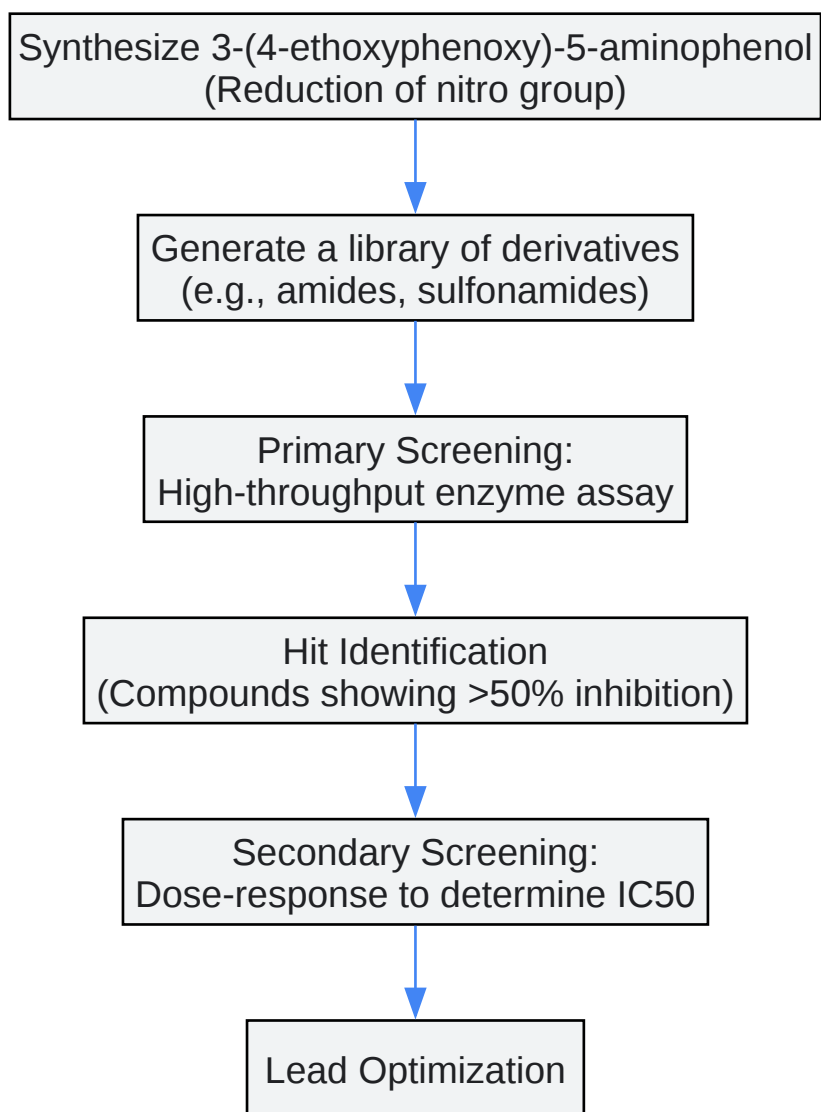 Synthesize 3-(4-ethoxyphenoxy)-5-aminophenol
(Reduction of nitro group)
Generate a library of derivatives
(e.g., amides, sulfonamides)
Primary Screening:
High-throughput enzyme assay
Hit Identification
(Compounds showing >50% inhibition)
Secondary Screening:
Dose-response to determine IC50
Lead Optimization